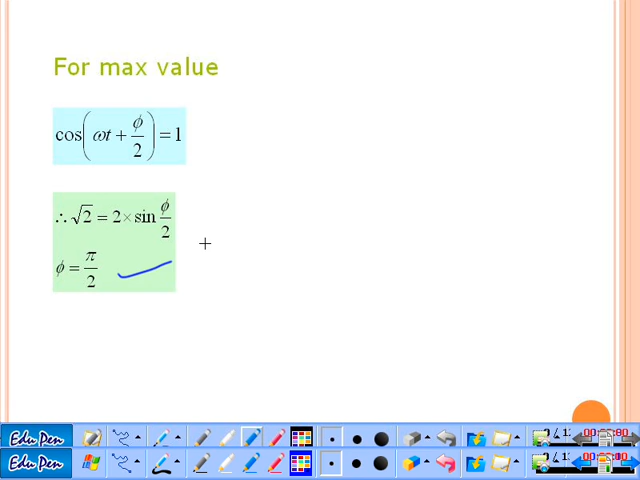 For max value
cos(ωt + ϕ/2) = 1
∴ √2 = 2 × sin ϕ/2
ϕ = π/2
Edu Pen
Edu Pen